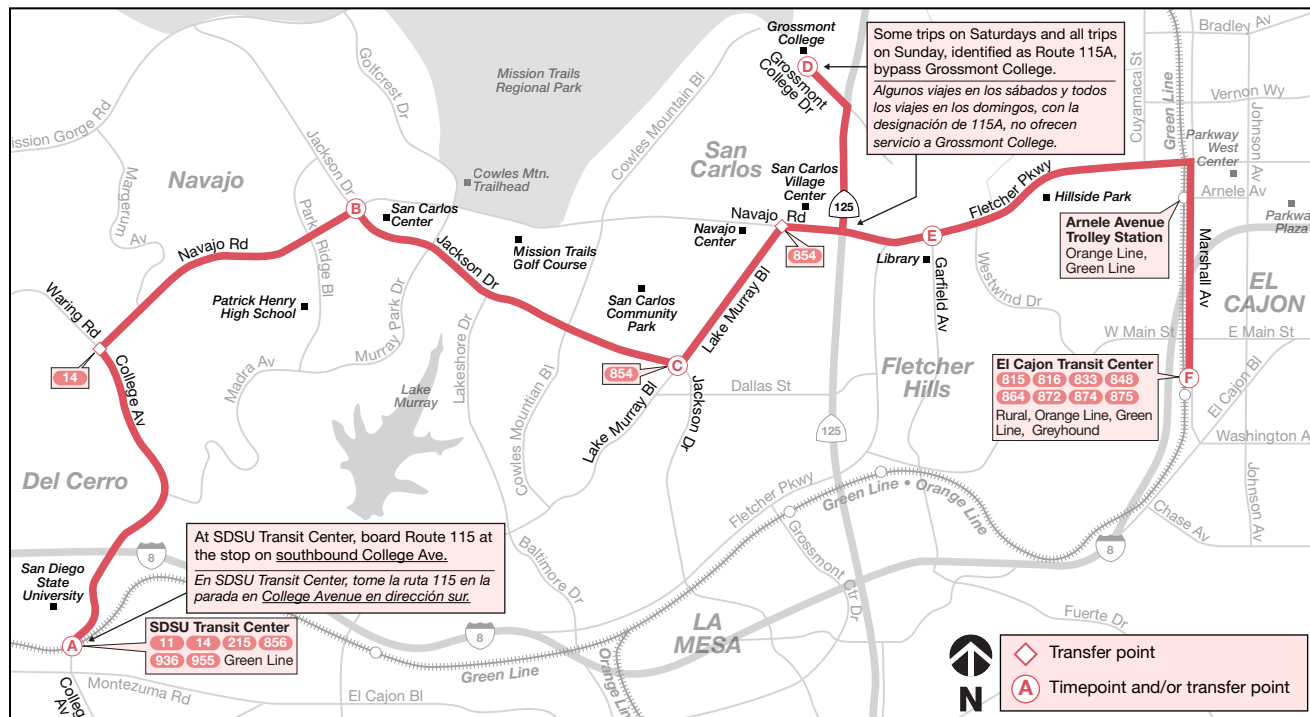 Grossmont
College
D
Grossmont
College Dr
Some trips on Saturdays and all trips
on Sunday, identified as Route 115A,
bypass Grossmont College.
Algunos viajes en los sábados y todos
los viajes en los domingos, con la
designación de 115A, no ofrecen
servicio a Grossmont College.
Bradley Av
Cuyamaca St
Green Line
Vernon Wy
Johnson Av
Parkway
West
Center
Arnele Av
Parkway
Plaza
Mission Trails
Regional Park
Golfcrest Dr
Mission Gorge Rd
Jackson Dr
Margerum
Av
Navajo
Cowles Mtn.
Trailhead
Cowles Mountain Bl
San
Carlos
San Carlos
Village
Center
125
Fletcher Pkwy
Hillside Park
Arnele Avenue
Trolley Station
Orange Line,
Green Line
Marshall Av
EL
CAJON
B
San Carlos
Center
Navajo Rd
Park Ridge Bl
Jackson Dr
Mission Trails
Golf Course
Navajo Rd
Navajo
Center
854
E
Library
Garfield Av
Westwind Dr
Waring Rd
Patrick Henry
High School
Murray Park Dr
Lakeshore Dr
San Carlos
Community
Park
Lake Murray Bl
W Main St
E Main St
14
College Av
Madra Av
Lake
Murray
Cowles Mountian Bl
854
C
Lake Murray Bl
Jackson Dr
Dallas St
Fletcher
Hills
El Cajon Transit Center
815 816 833 848
864 872 874 875
Rural, Orange Line, Green
Line, Greyhound
F
El Cajon Bl
125
Washington A
Johnson Av
Del Cerro
Fletcher Pkwy
Green Line • Orange Line
Chase Av
8
Grossmont Ctr Dr
At SDSU Transit Center, board Route 115 at
the stop on southbound College Ave.
En SDSU Transit Center, tome la ruta 115 en la
parada en College Avenue en dirección sur.
8
San Diego
State
University
Baltimore Dr
LA
MESA
Fuerte Dr
A
SDSU Transit Center
11 14 215 856
936 955 Green Line
8
Green Line
Orange Line
College
Av
Montezuma Rd
El Cajon Bl
N
Transfer point
A
Timepoint and/or transfer point